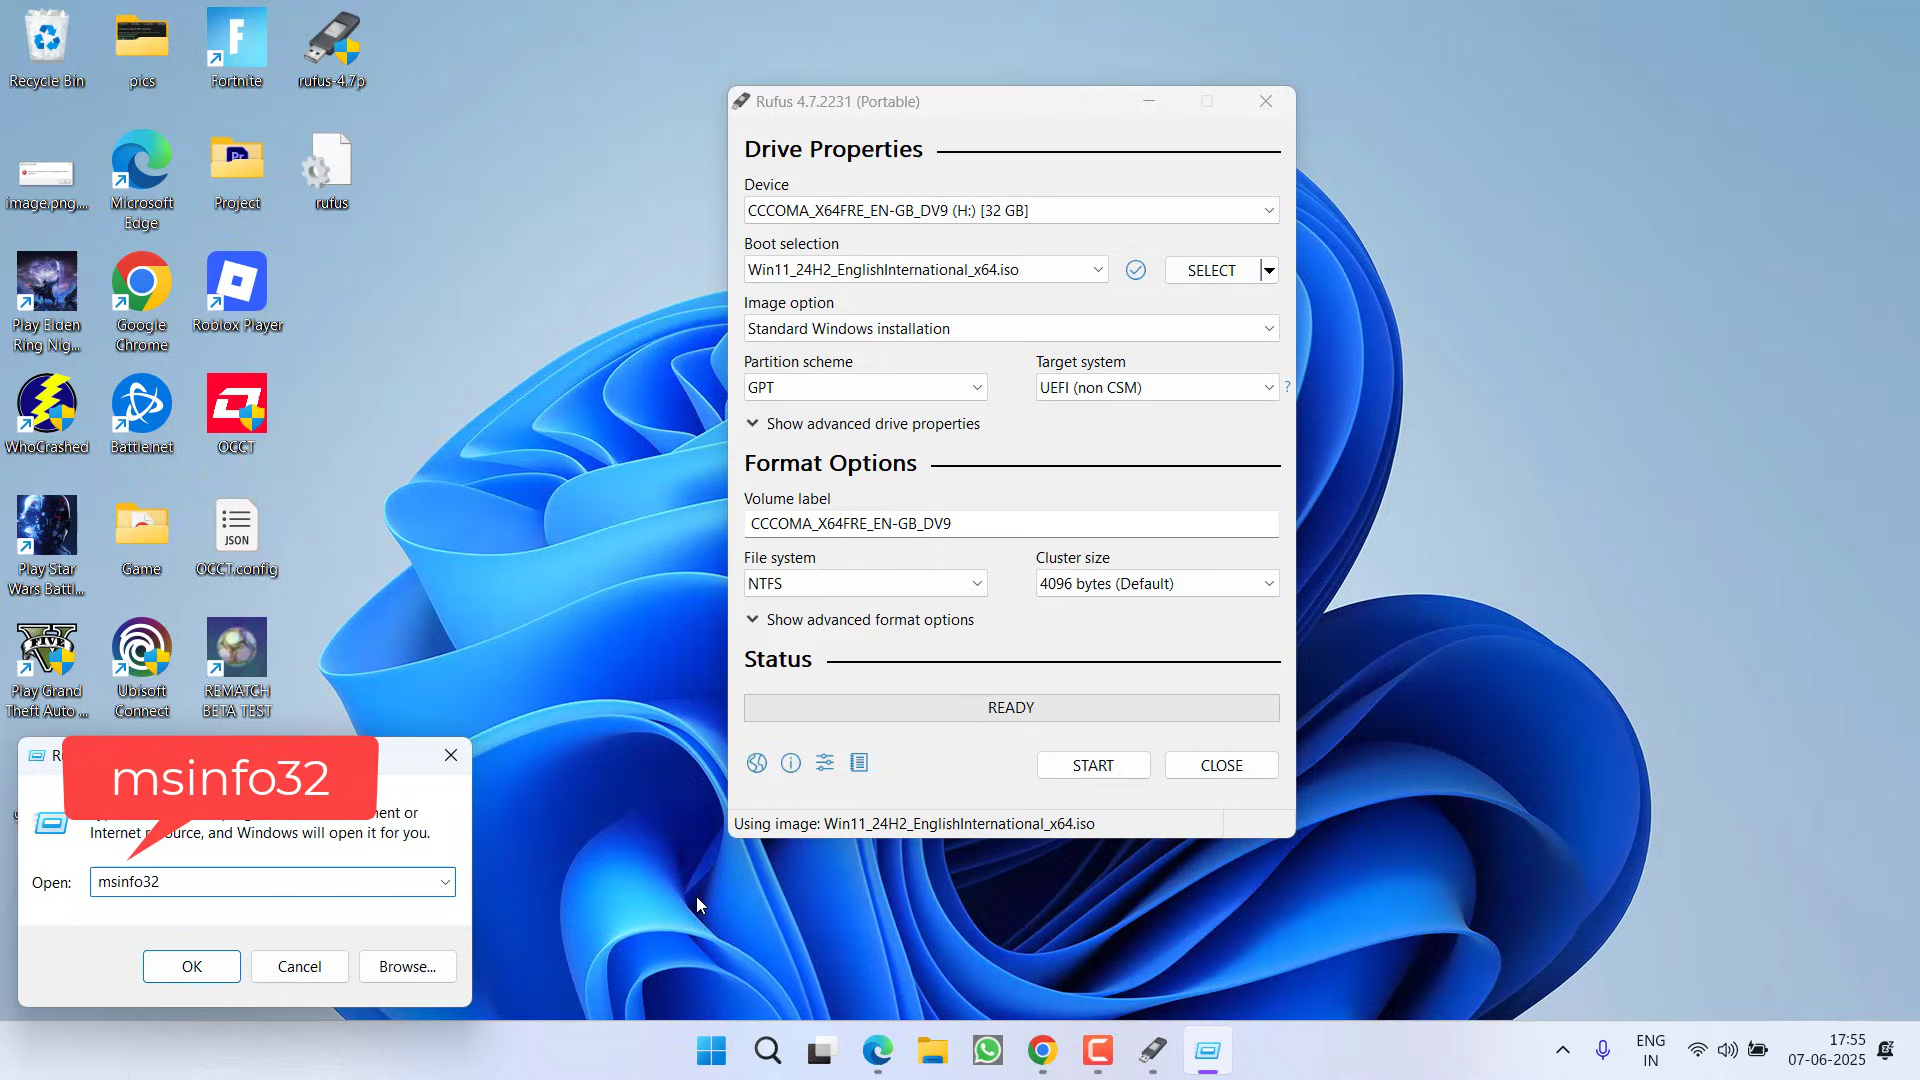 Recycle Bin
pics
Fortnite
rufus-4.7p
image.png....
Microsoft
Edge
Project
rufus
Play Elden
Ring Nig...
Google
Chrome
Roblox Player
WhoCrashed
Battle.net
OCCT
Play Star
Wars Battl...
Game
JSON
OCCT.config
FIVE
Play Grand
Theft Auto ...
Ubisoft
Connect
REMATCH
BETA TEST
Rufus 4.7.2231 (Portable)
Drive Properties
Device
CCCOMA_X64FRE_EN-GB_DV9 (H:) [32 GB]
Boot selection
Win11_24H2_EnglishInternational_x64.iso
SELECT
Image option
Standard Windows installation
Partition scheme
Target system
GPT
UEFI (non CSM)
?
Show advanced drive properties
Format Options
Volume label
CCCOMA_X64FRE_EN-GB_DV9
File system
Cluster size
NTFS
4096 bytes (Default)
Show advanced format options
Status
READY
START
CLOSE
Using image: Win11_24H2_EnglishInternational_x64.iso
msinfo32
Internet resource, and Windows will open it for you.
Open:
msinfo32
OK
Cancel
Browse...
ENG
IN
17:55
07-06-2025